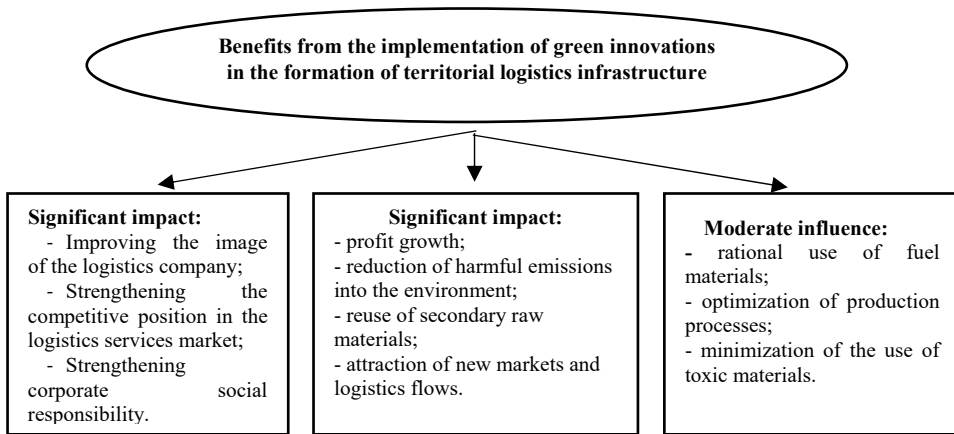 Benefits from the implementation of green innovations
in the formation of territorial logistics infrastructure
Significant impact:
- Improving the image
of the logistics company;
- Strengthening the
competitive position in the
logistics services market;
- Strengthening
corporate social
responsibility.
Significant impact:
- profit growth;
- reduction of harmful emissions
into the environment;
- reuse of secondary raw
materials;
- attraction of new markets and
logistics flows.
Moderate influence:
- rational use of fuel
materials;
- optimization of production
processes;
- minimization of the use of
toxic materials.